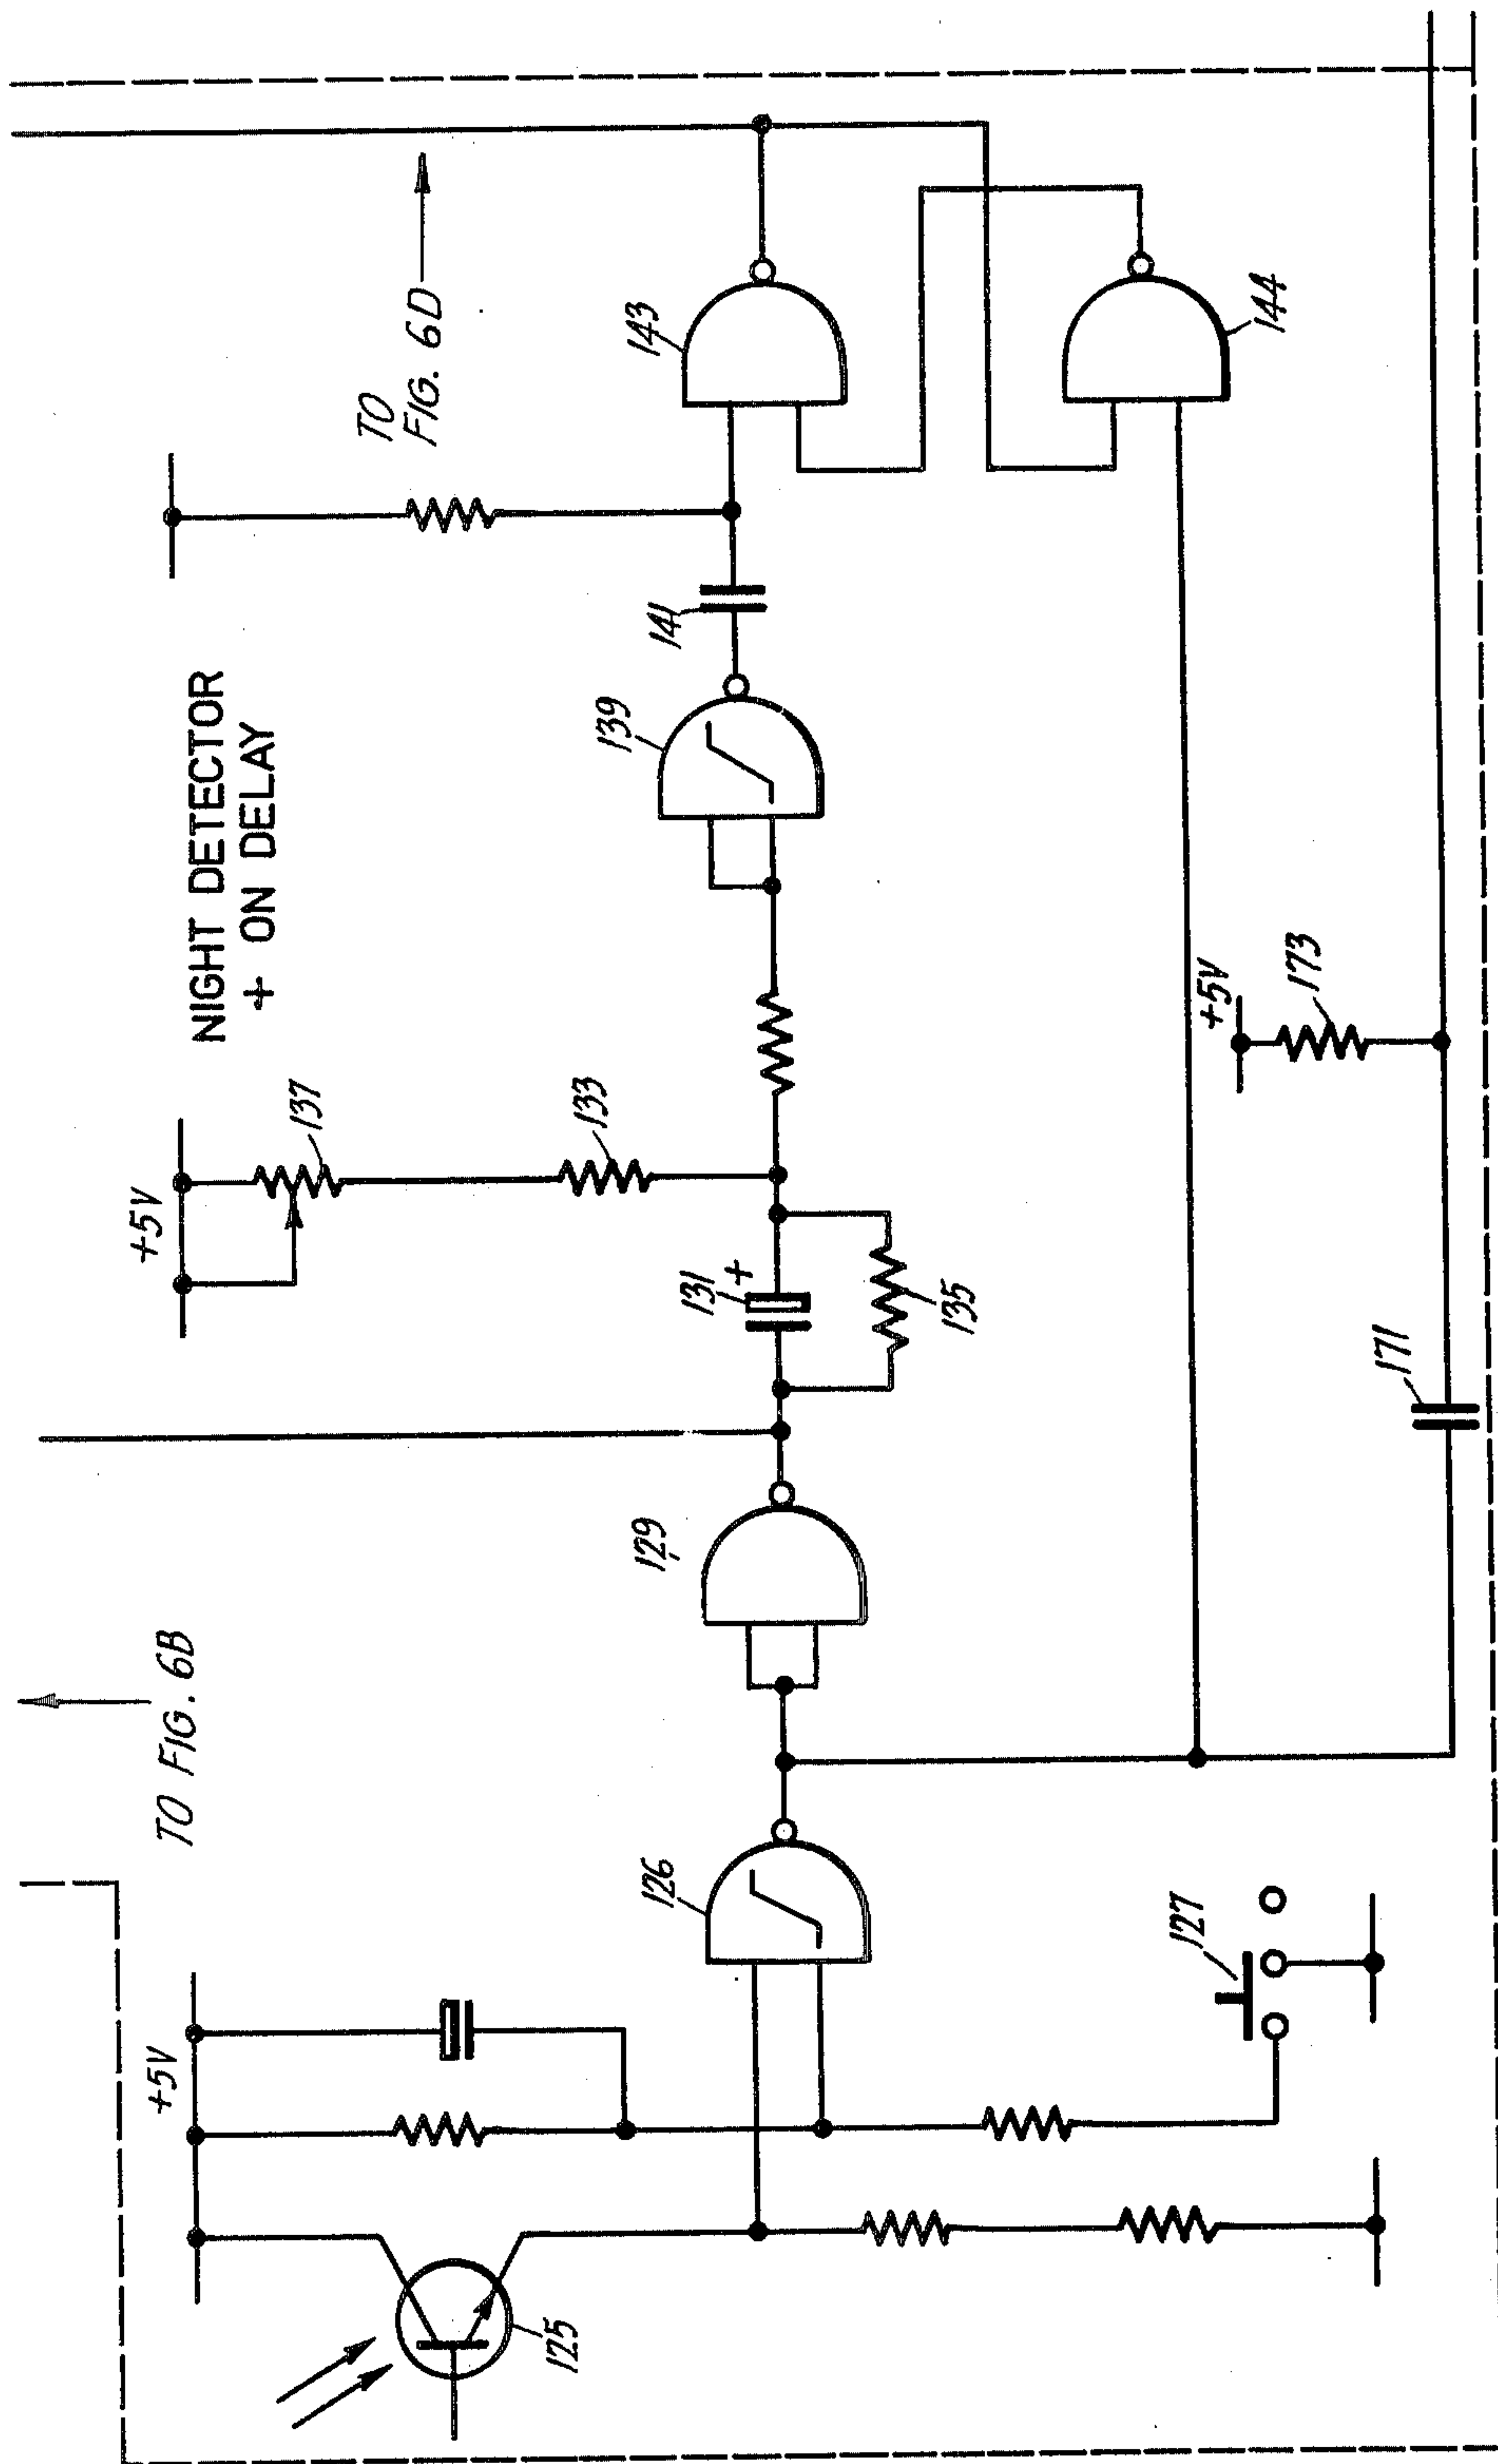 NIGHT DETECTOR
+ ON DELAY
TO FIG. 6B
TO
FIG. 6D
+5V
+5V
+5V
125
126
127
129
131
+
133
135
137
139
141
143
144
171
173